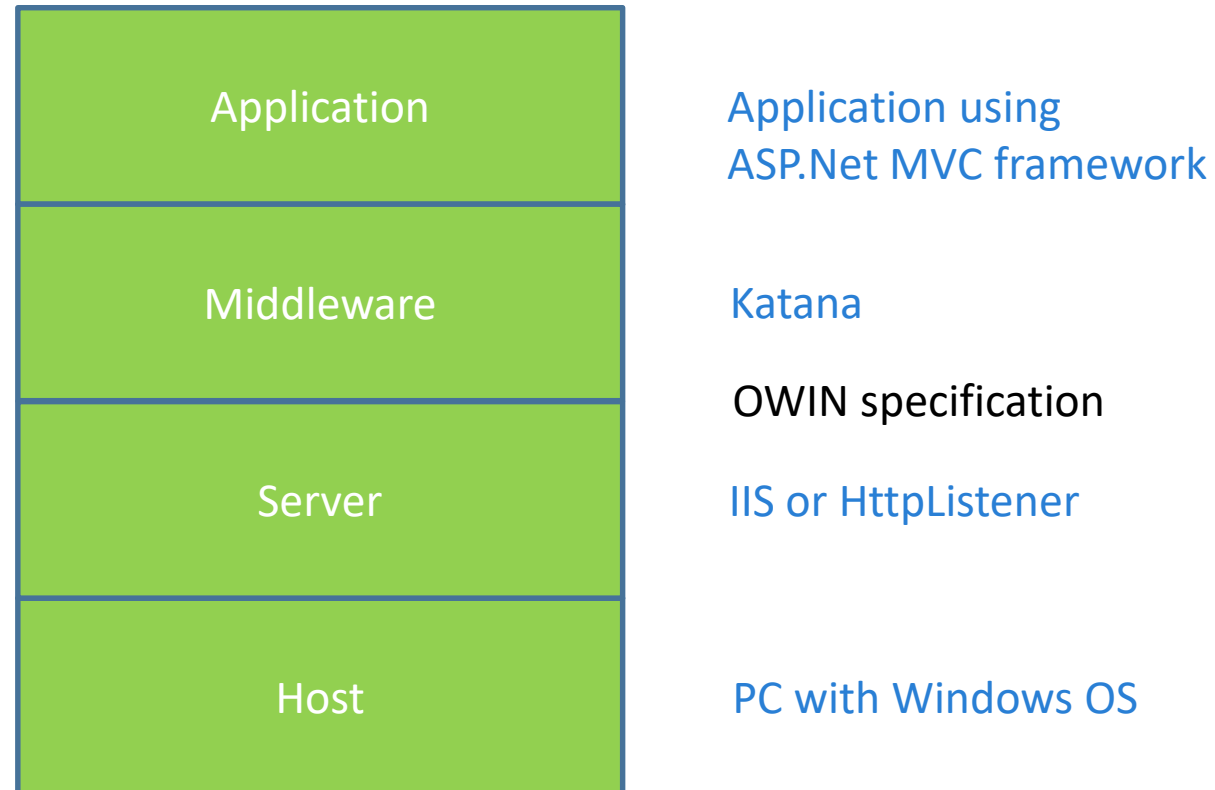 Application
Application using
ASP.Net MVC framework
Middleware
Katana
OWIN specification
Server
IIS or HttpListener
Host
PC with Windows OS